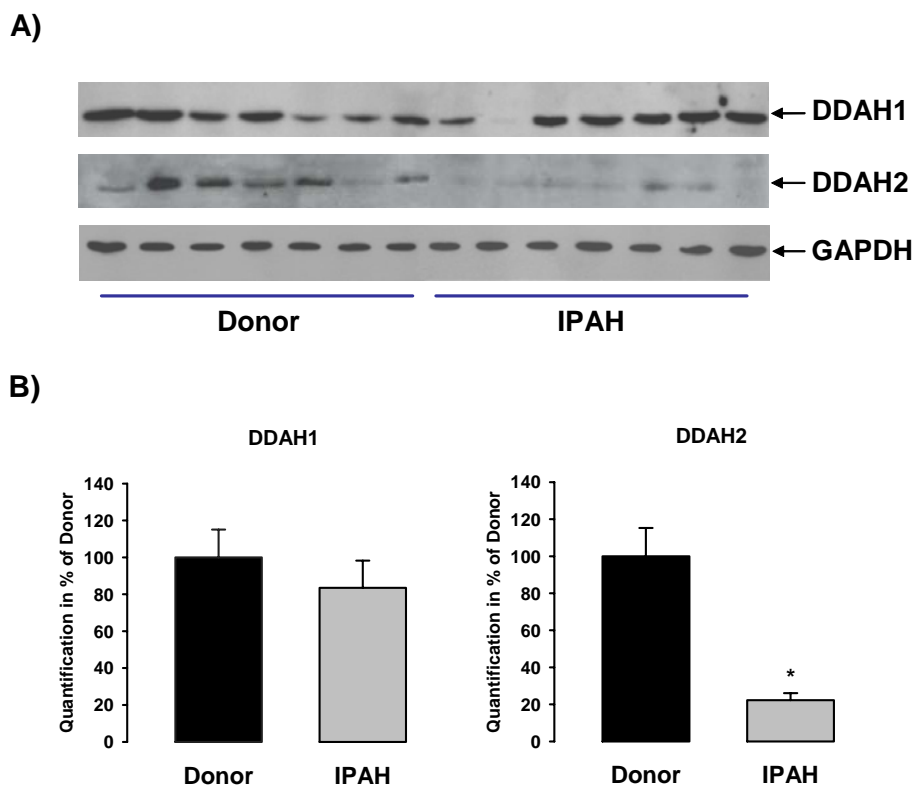 A)
DDAH1
DDAH2
GAPDH
Donor IPAH
B)
DDAH1 DDAH2
Quantification in % of Donor
140
120
100
80
60
40
20
0
Donor IPAH
Quantification in % of Donor
140
120
100
80
60
40
20
0
*
Donor IPAH